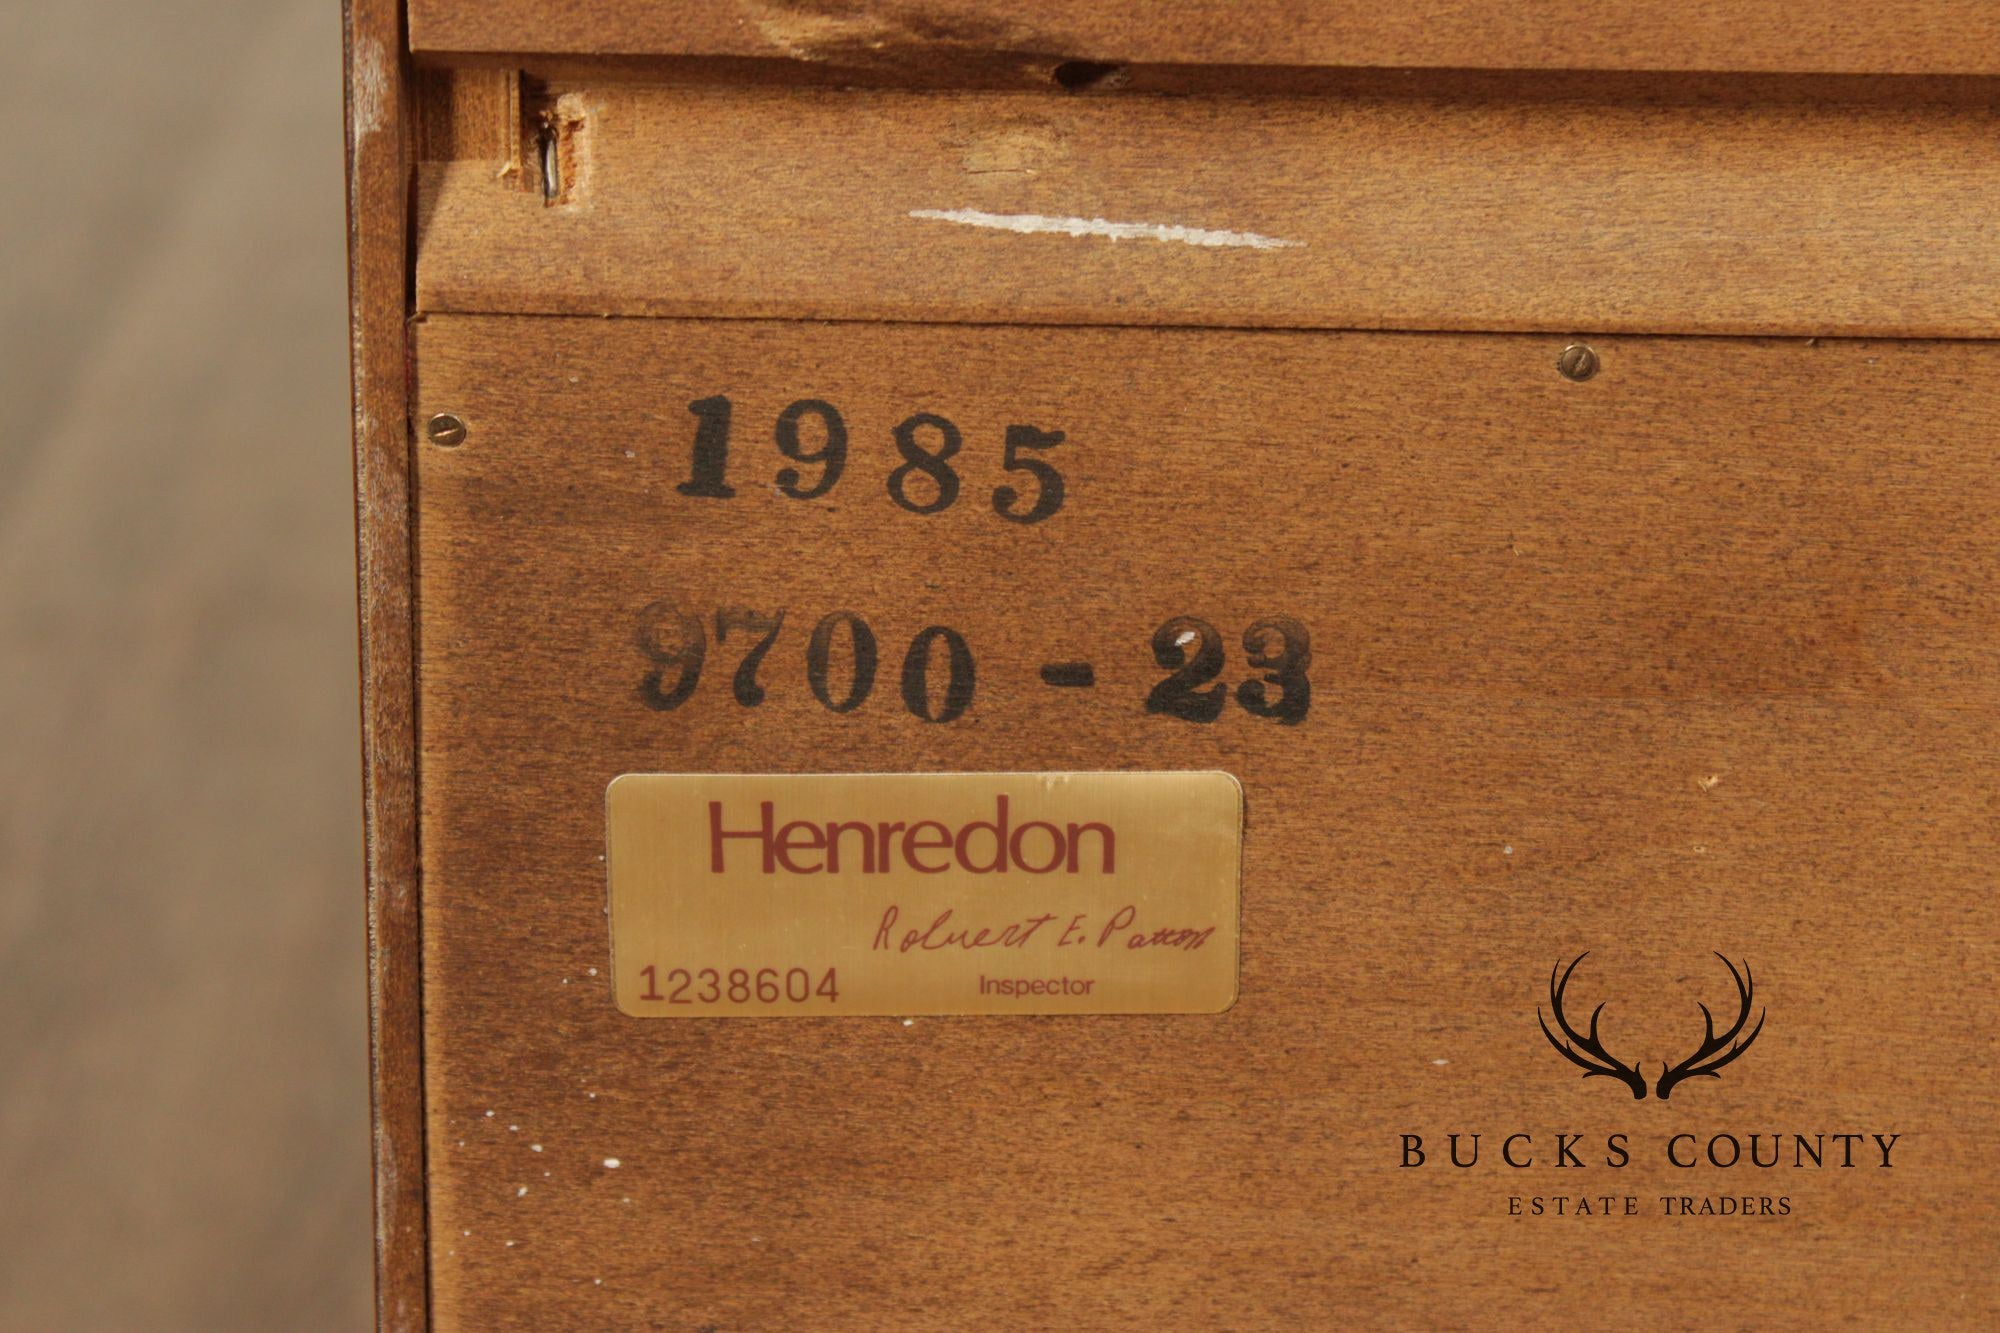 1985
9700 - 23
Henredon
Robert E. Patton
1238604 Inspector
BUCKS COUNTY
ESTATE TRADERS